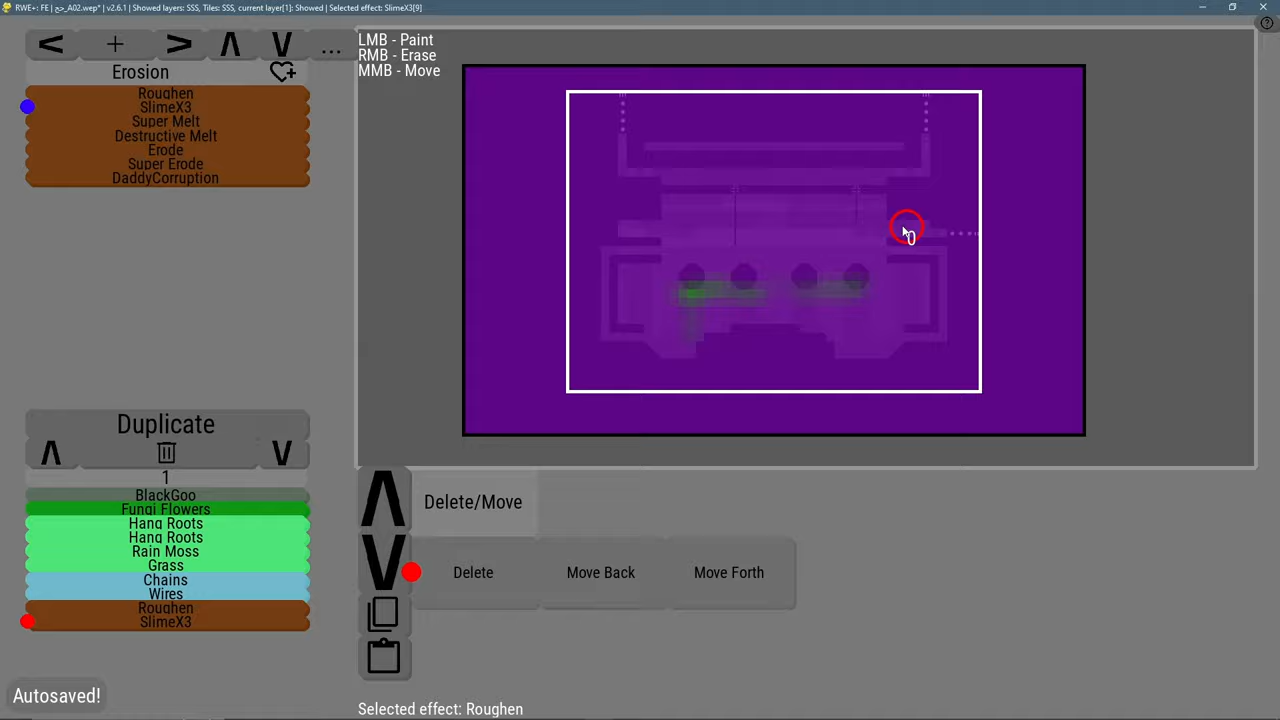 RWE+: FE | حج_A02.wep* | v2.6.1 | Showed layers: SSS, Tiles: SSS, current layer[1]: Showed | Selected effect: SlimeX3[9]
< + > ∧ ∨ ...
LMB - Paint
RMB - Erase
MMB - Move
Erosion
Roughen
SlimeX3
Super Melt
Destructive Melt
Erode
Super Erode
DaddyCorruption
0
Duplicate
1
BlackGoo
Fungi Flowers
Hang Roots
Hang Roots
Rain Moss
Grass
Chains
Wires
Roughen
SlimeX3
Delete/Move
Delete Move Back Move Forth
Autosaved!
Selected effect: Roughen